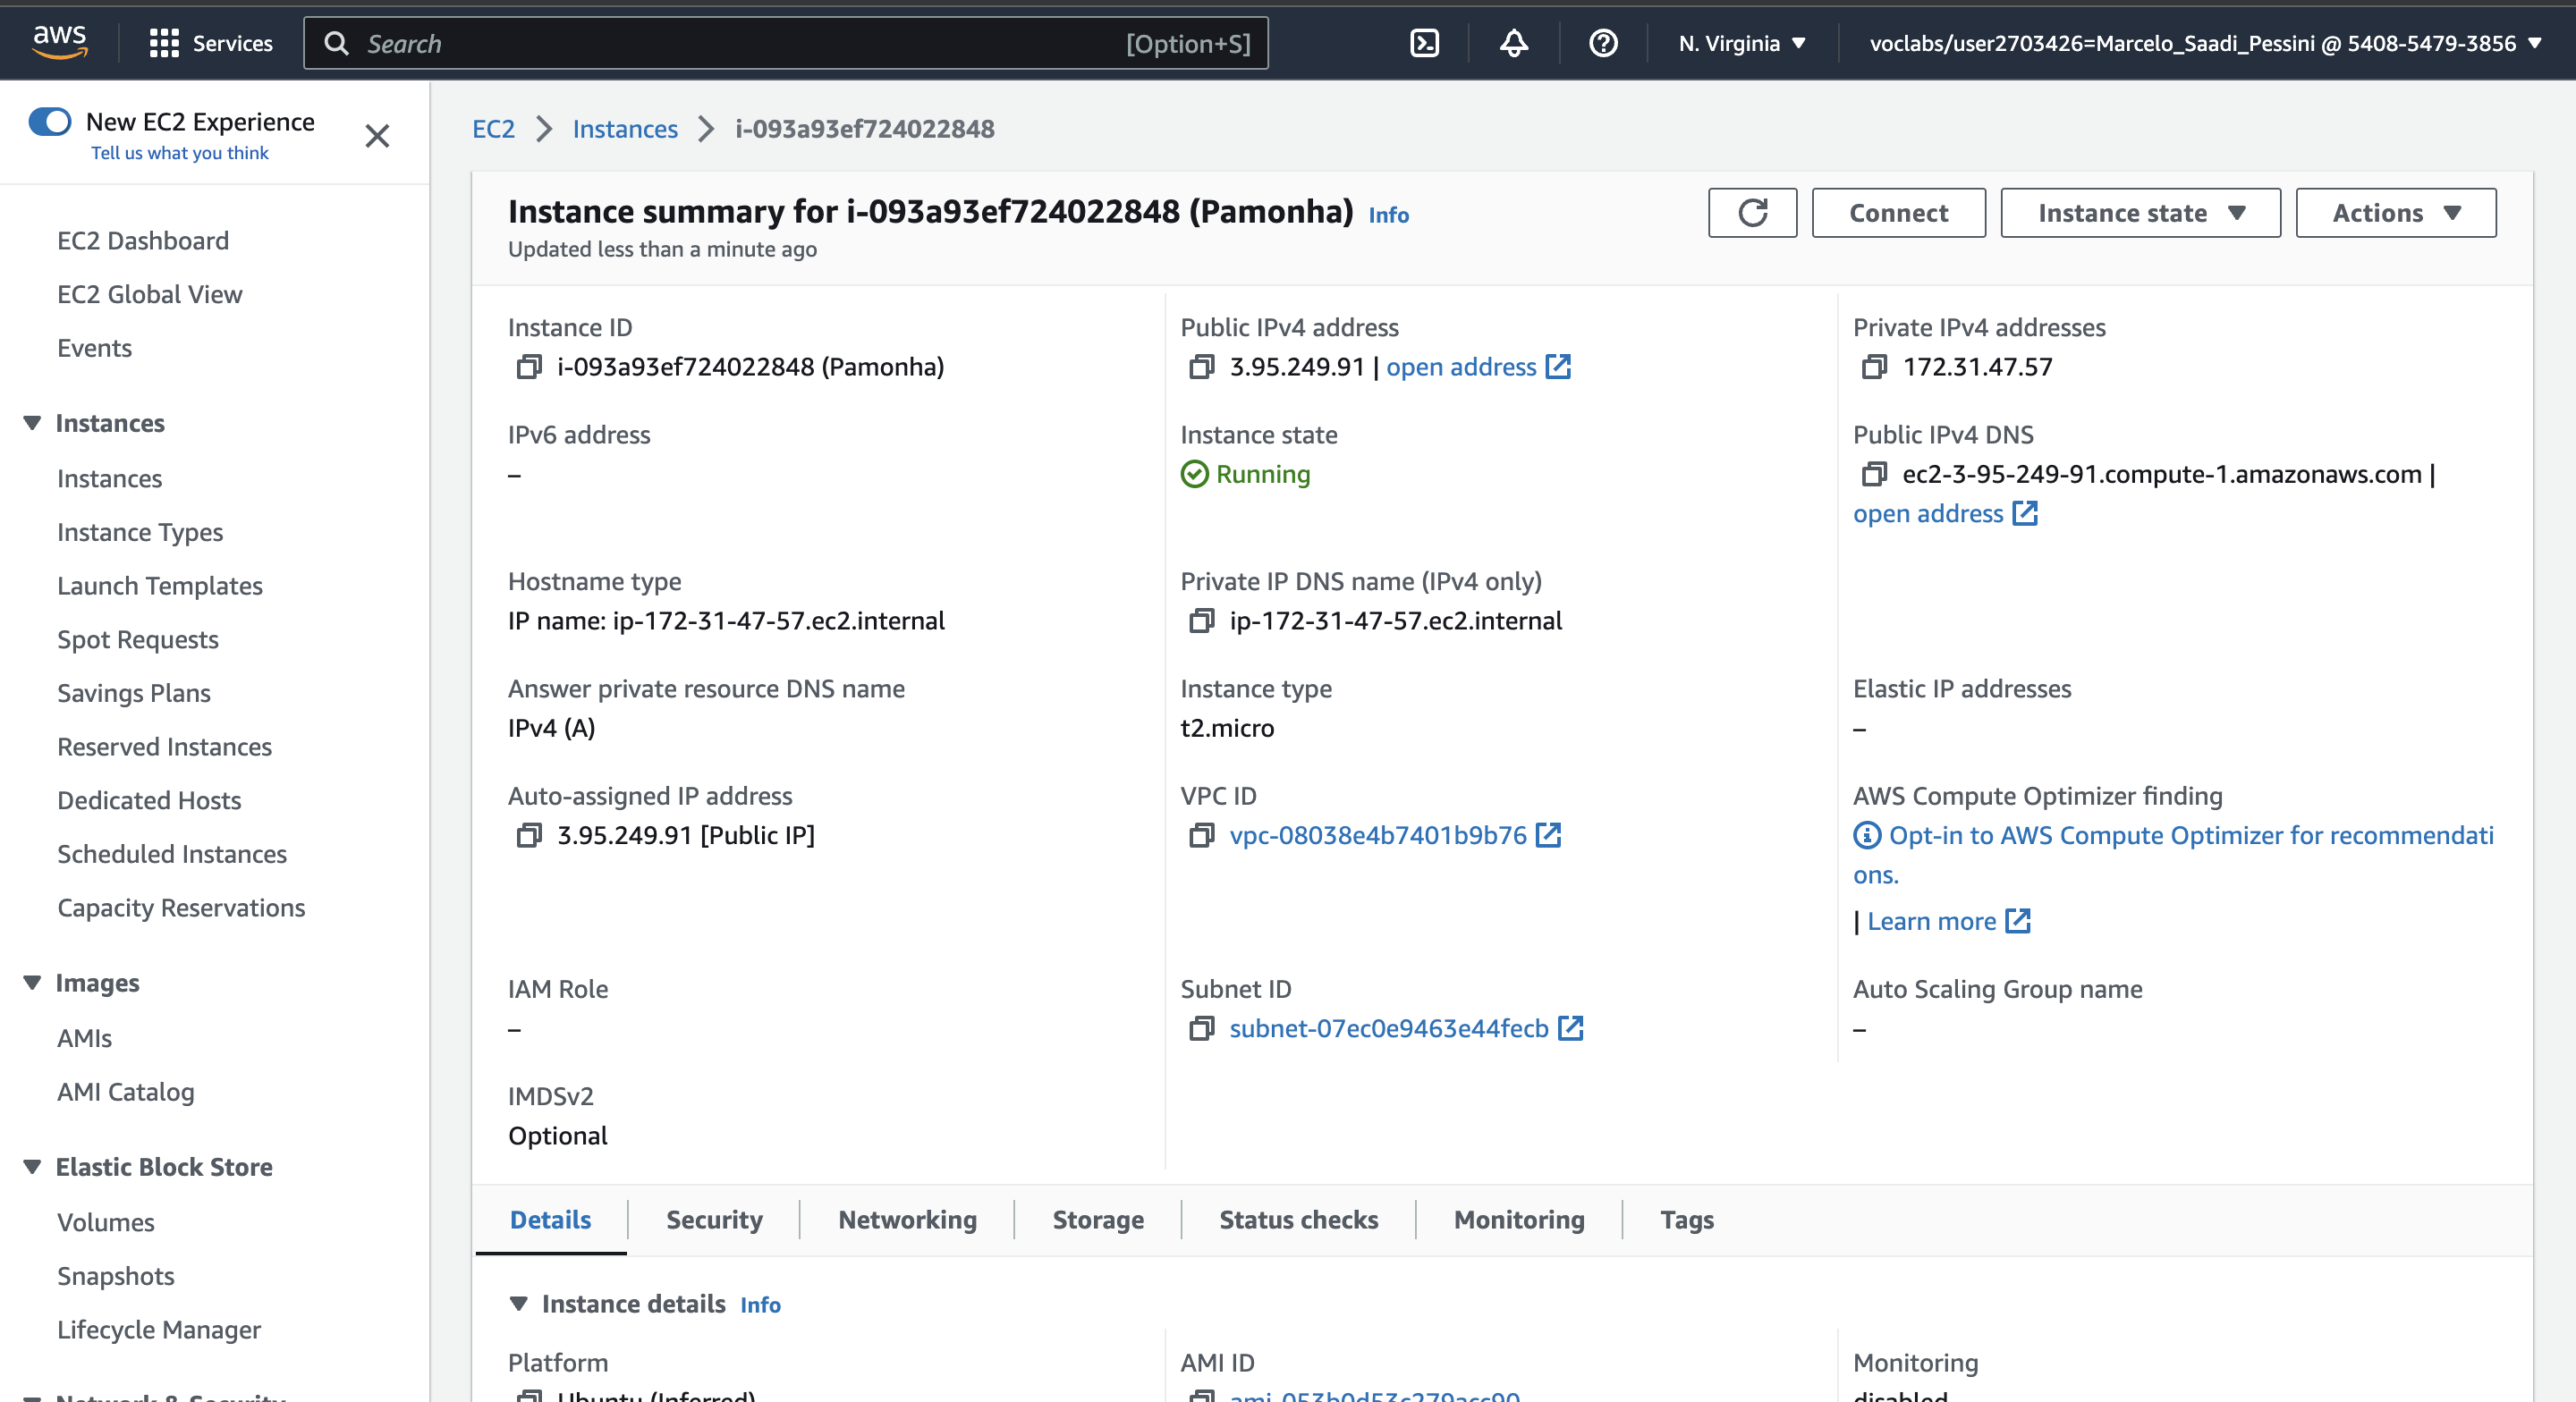 aws
Services
Search
[Option+S]
N. Virginia
voclabs/user2703426=Marcelo_Saadi_Pessini @ 5408-5479-3856
New EC2 Experience
Tell us what you think
EC2 Dashboard
EC2 Global View
Events
Instances
Instances
Instance Types
Launch Templates
Spot Requests
Savings Plans
Reserved Instances
Dedicated Hosts
Scheduled Instances
Capacity Reservations
Images
AMIs
AMI Catalog
Elastic Block Store
Volumes
Snapshots
Lifecycle Manager
Network & Security
EC2 > Instances > i-093a93ef724022848
Instance summary for i-093a93ef724022848 (Pamonha) Info
Updated less than a minute ago
Connect
Instance state
Actions
Instance ID
i-093a93ef724022848 (Pamonha)
Public IPv4 address
3.95.249.91 | open address
Private IPv4 addresses
172.31.47.57
IPv6 address
–
Instance state
Running
Public IPv4 DNS
ec2-3-95-249-91.compute-1.amazonaws.com |
open address
Hostname type
IP name: ip-172-31-47-57.ec2.internal
Private IP DNS name (IPv4 only)
ip-172-31-47-57.ec2.internal
Answer private resource DNS name
IPv4 (A)
Instance type
t2.micro
Elastic IP addresses
–
Auto-assigned IP address
3.95.249.91 [Public IP]
VPC ID
vpc-08038e4b7401b9b76
AWS Compute Optimizer finding
Opt-in to AWS Compute Optimizer for recommendati
ons.
| Learn more
IAM Role
–
Subnet ID
subnet-07ec0e9463e44fecb
Auto Scaling Group name
–
IMDSv2
Optional
Details
Security
Networking
Storage
Status checks
Monitoring
Tags
Instance details Info
Platform
Ubuntu (Inferred)
AMI ID
ami-053b0d53c279acc90
Monitoring
disabled